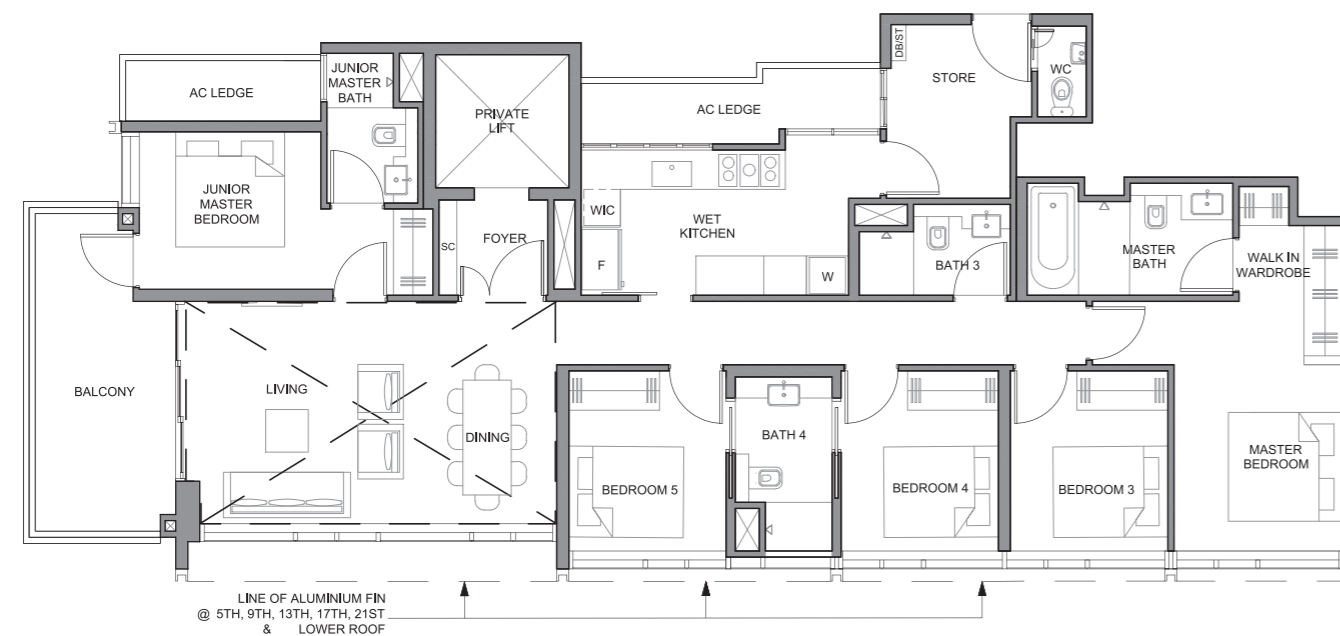 DB/ST
STORE
WC
JUNIOR
MASTER
BATH
AC LEDGE
PRIVATE
LIFT
AC LEDGE
JUNIOR
MASTER
BEDROOM
WIC
WET
KITCHEN
SC
FOYER
F
W
BATH 3
MASTER
BATH
WALK IN
WARDROBE
BALCONY
LIVING
DINING
BATH 4
BEDROOM 5
BEDROOM 4
BEDROOM 3
MASTER
BEDROOM
LINE OF ALUMINIUM FIN
@ 5TH, 9TH, 13TH, 17TH, 21ST
& LOWER ROOF